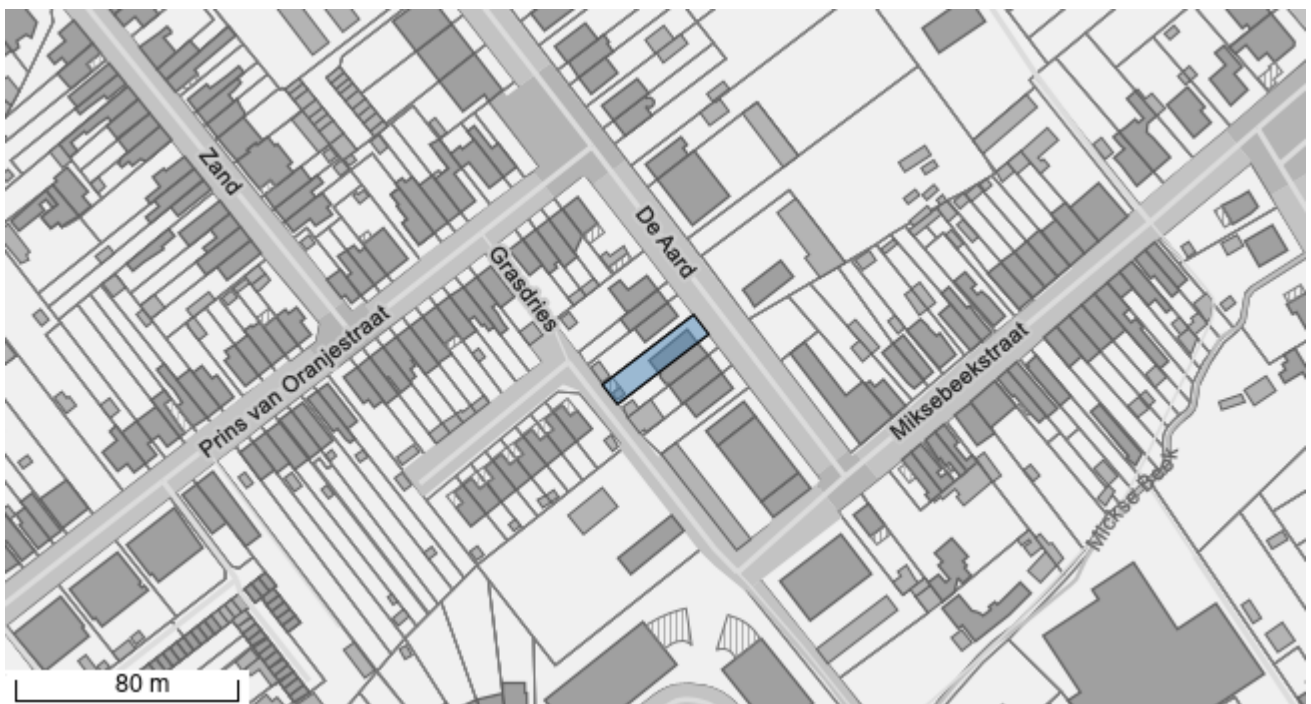 Zand
De Aard
Grasdries
Prins van Oranjestraat
Miksebeekstraat
Mickse Beek
80 m